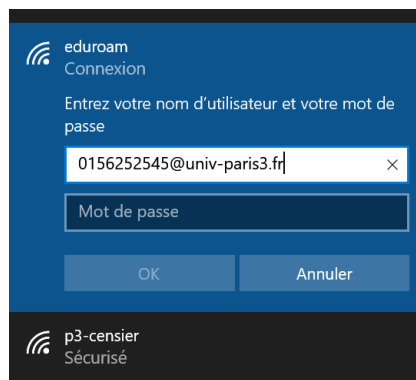 eduroam
Connexion
Entrez votre nom d'utilisateur et votre mot de
passe
0156252545@univ-paris3.fr
Mot de passe
OK
Annuler
p3-censier
Sécurisé